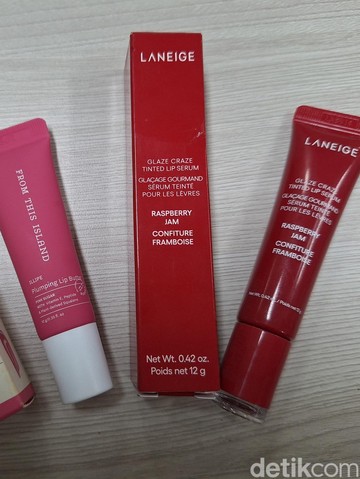 LANEIGE
GLAZE CRAZE
TINTED LIP SERUM
GLAÇAGE GOURMAND
SÉRUM TEINTÉ
POUR LES LÈVRES
RASPBERRY
JAM
CONFITURE
FRAMBOISE
Net Wt. 0.42 oz.
Poids net 12 g
LANEIGE
GLAZE CRAZE
TINTED LIP SERUM
GLAÇAGE GOURMAND
SÉRUM TEINTÉ
POUR LES LÈVRES
RASPBERRY
JAM
CONFITURE
FRAMBOISE
FROM THIS ISLAND
Plumping Lip
detikcom